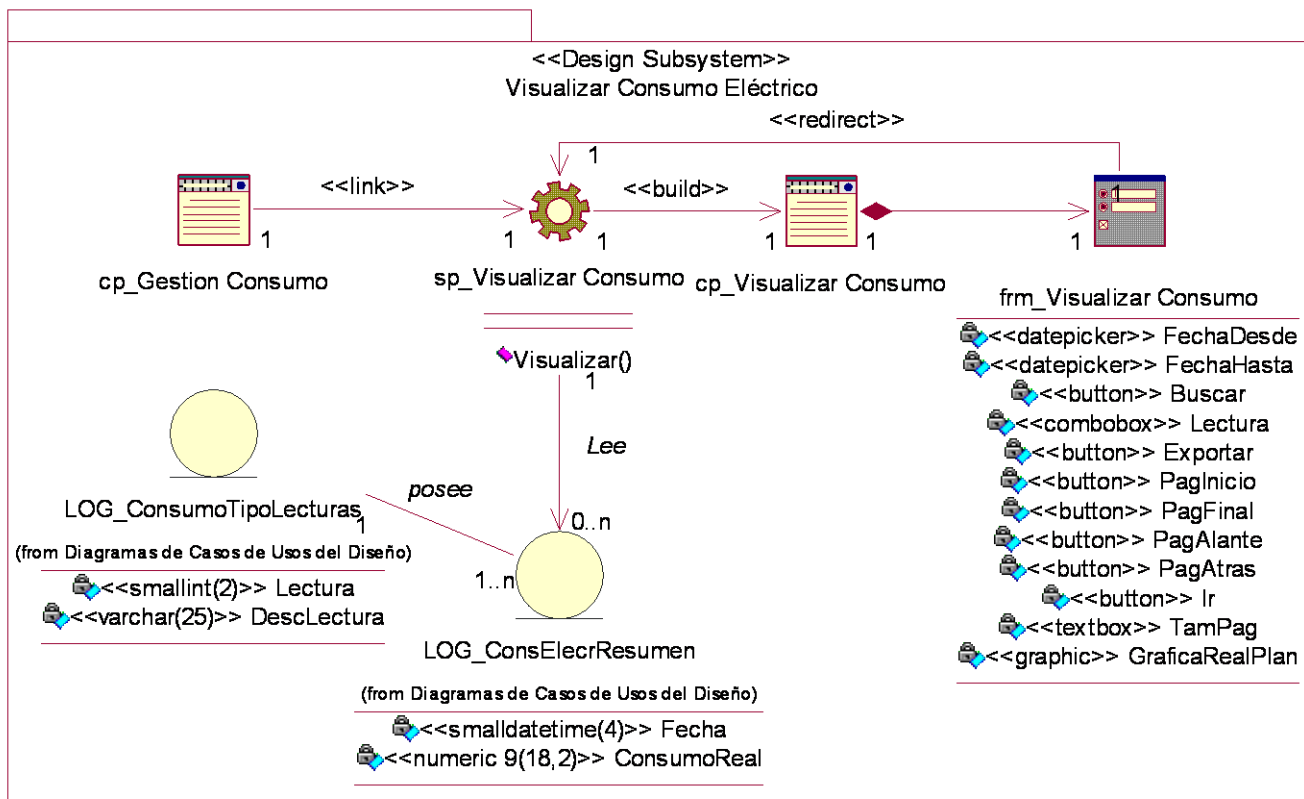 <<Design Subsystem>>
Visualizar Consumo Eléctrico
<<redirect>>
1
<<link>>
<<build>>
1
1
1
1
1
1
1
cp_Gestion Consumo
sp_Visualizar Consumo
cp_Visualizar Consumo
frm_Visualizar Consumo
Visualizar()
1
Lee
0..n
<<datepicker>> FechaDesde
<<datepicker>> FechaHasta
<<button>> Buscar
<<combobox>> Lectura
<<button>> Exportar
<<button>> PagInicio
<<button>> PagFinal
<<button>> PagAlante
<<button>> PagAtras
<<button>> Ir
<<textbox>> TamPag
<<graphic>> GraficaRealPlan
LOG_ConsumoTipoLecturas
1
posee
1..n
(from Diagramas de Casos de Usos del Diseño)
<<smallint(2)>> Lectura
<<varchar(25)>> DescLectura
LOG_ConsElecrResumen
(from Diagramas de Casos de Usos del Diseño)
<<smalldatetime(4)>> Fecha
<<numeric 9(18,2)>> ConsumoReal